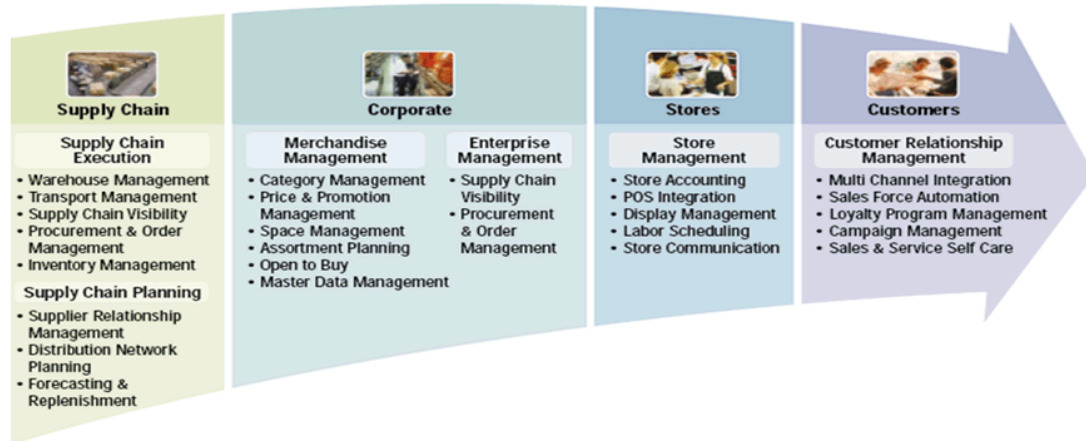 Supply Chain
Supply Chain
Execution
• Warehouse Management
• Transport Management
• Supply Chain Visibility
• Procurement & Order
Management
• Inventory Management
Supply Chain Planning
• Supplier Relationship
Management
• Distribution Network
Planning
• Forecasting &
Replenishment
Corporate
Merchandise
Management
• Category Management
• Price & Promotion
Management
• Space Management
• Assortment Planning
• Open to Buy
• Master Data Management
Enterprise
Management
• Supply Chain
Visibility
• Procurement
& Order
Management
Stores
Store
Management
• Store Accounting
• POS Integration
• Display Management
• Labor Scheduling
• Store Communication
Customers
Customer Relationship
Management
• Multi Channel Integration
• Sales Force Automation
• Loyalty Program Management
• Campaign Management
• Sales & Service Self Care